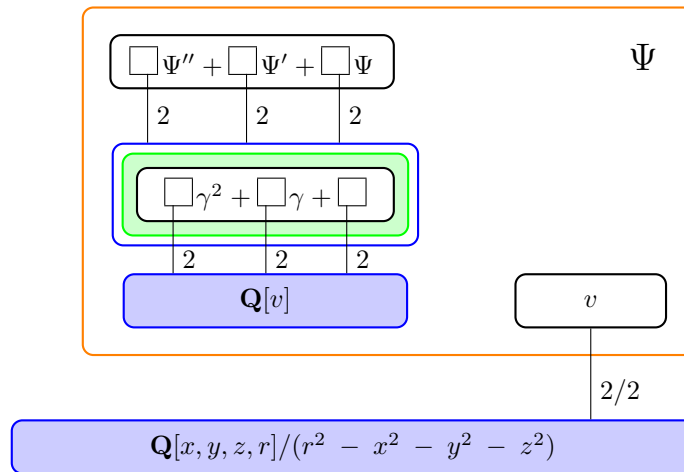 □Ψ'' + □Ψ' + □Ψ
Ψ
2 2 2
□γ² + □γ + □
2 2 2
Q[v]
v
2/2
Q[x, y, z, r]/(r² − x² − y² − z²)